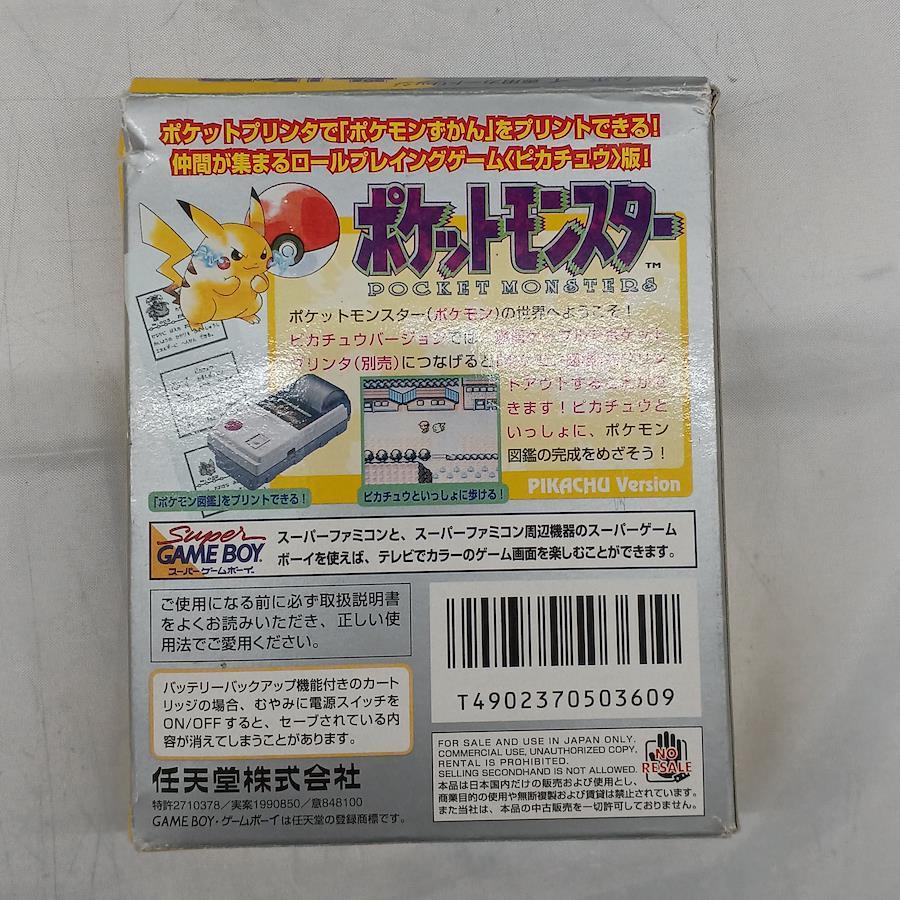 ポケットプリンタで「ポケモンずかん」をプリントできる!
仲間が集まるロールプレイングゲーム〈ピカチュウ〉版!
ポケットモンスター
TM
POCKET MONSTERS
ポケットモンスター(ポケモン)の世界へようこそ!
ピカチュウバージョンでは、
プリンタ(別売)につなげると
トアウトすることがで
きます!ピカチュウと
いっしょに、ポケモン
図鑑の完成をめざそう!
「ポケモン図鑑」をプリントできる!
ピカチュウといっしょに歩ける!
PIKACHU Version
Super
GAME BOY
スーパーゲームボーイ
スーパーファミコンと、スーパーファミコン周辺機器のスーパーゲーム
ボーイを使えば、テレビでカラーのゲーム画面を楽しむことができます。
ご使用になる前に必ず取扱説明書
をよくお読みいただき、正しい使
用法でご愛用ください。
バッテリーバックアップ機能付きのカート
リッジの場合、むやみに電源スイッチを
ON/OFFすると、セーブされている内
容が消えてしまうことがあります。
T4902370503609
任天堂株式会社
特許2710378/実案1990850/意848100
GAME BOY・ゲームボーイは任天堂の登録商標です。
FOR SALE AND USE IN JAPAN ONLY.
COMMERCIAL USE, UNAUTHORIZED COPY,
RENTAL IS PROHIBITED.
SELLING SECONDHAND IS NOT ALLOWED.
NO
RESALE
本品は日本国内だけの販売および使用とし、
商業目的の使用や無断複製および賃貸は禁止されています。
また当社は、本品の中古販売を一切許可しておりません。